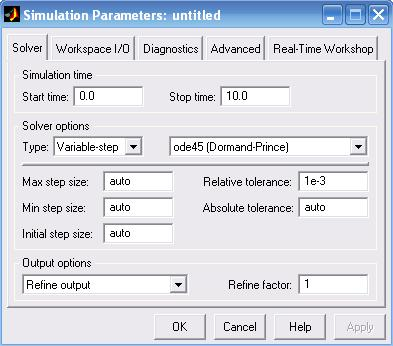 Simulation Parameters: untitled
Solver Workspace I/O Diagnostics Advanced Real-Time Workshop
Simulation time
Start time: 0.0 Stop time: 10.0
Solver options
Type: Variable-step ode45 (Dormand-Prince)
Max step size: auto Relative tolerance: 1e-3
Min step size: auto Absolute tolerance: auto
Initial step size: auto
Output options
Refine output Refine factor: 1
OK Cancel Help Apply